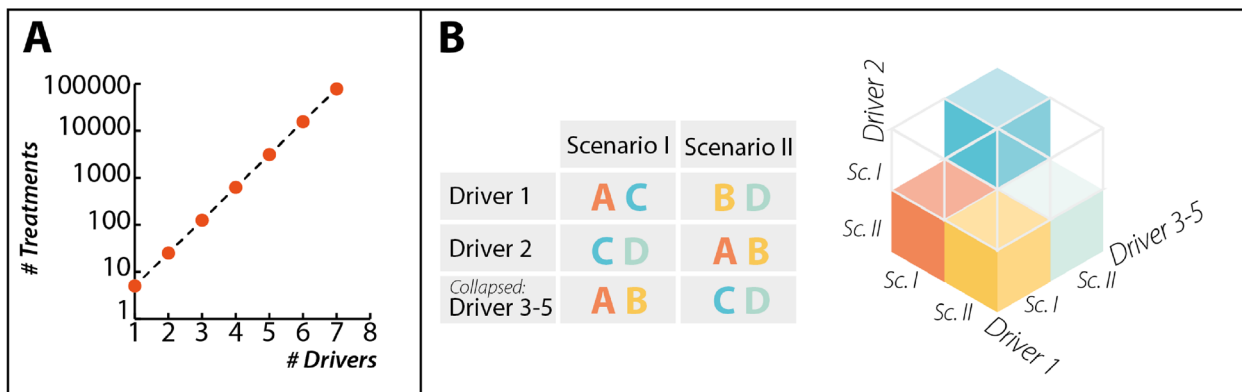 A
100000
10000
1000
100
10
1
1 2 3 4 5 6 7 8
# Treatments
# Drivers
B
Scenario I Scenario II
Driver 1 A C B D
Driver 2 C D A B
Collapsed:
Driver 3-5 A B C D
Driver 2
Sc. I
Sc. II
Sc. I
Sc. II
Driver 1
Sc. I
Sc. II
Driver 3-5